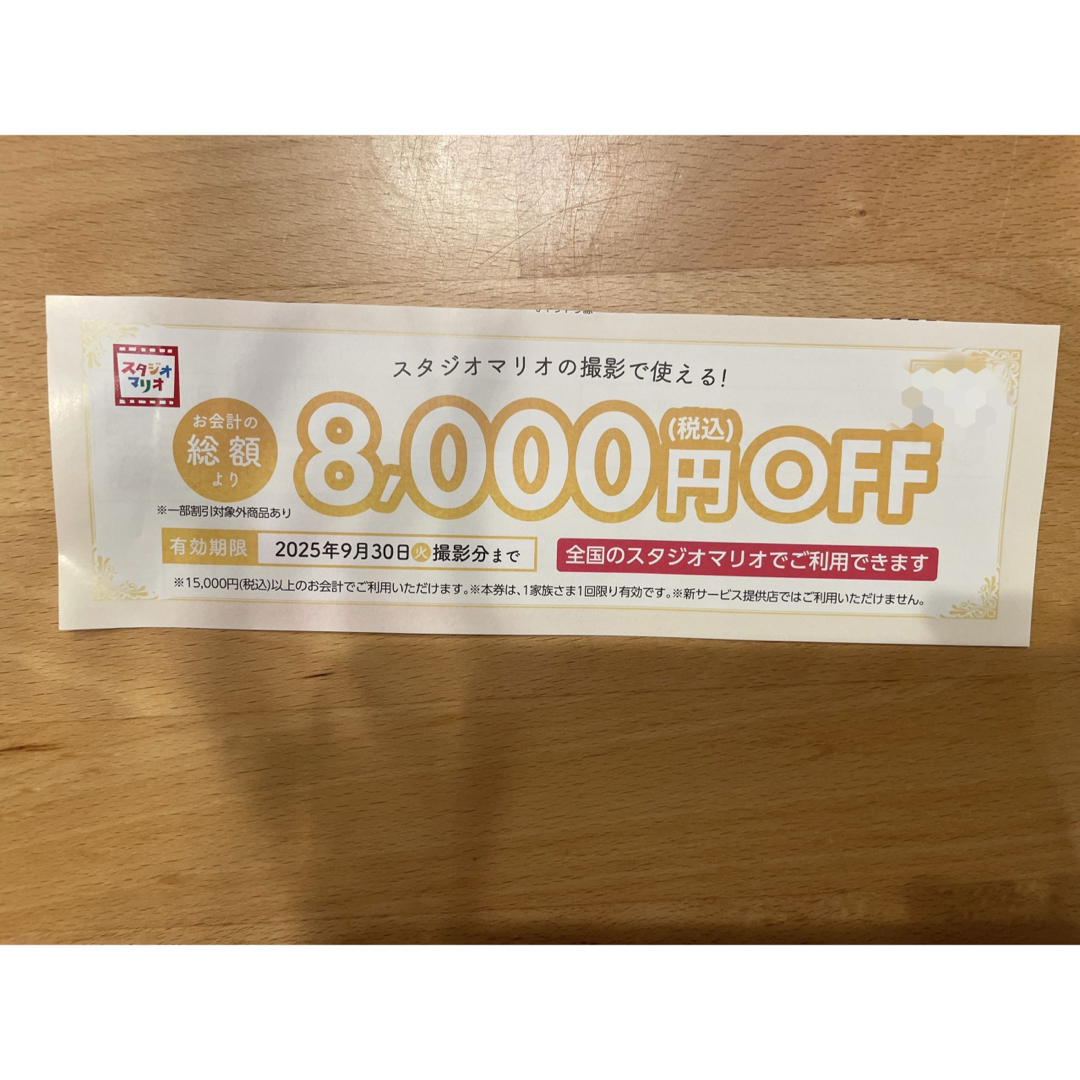 スタジオ
マリオ
スタジオマリオの撮影で使える!
お会計の
総額
より
8,000円(税込)OFF
※一部割引対象外商品あり
有効期限 2025年9月30日火撮影分まで
全国のスタジオマリオでご利用できます
※15,000円(税込)以上のお会計でご利用いただけます。※本券は、1家族さま1回限り有効です。※新サービス提供店ではご利用いただけません。